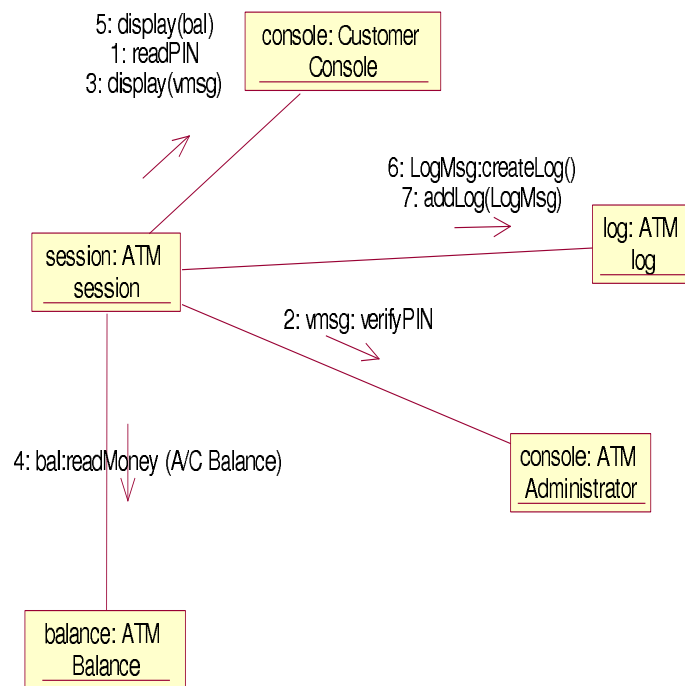 5: display(bal)
1: readPIN
3: display(vmsg)
console: Customer
Console
6: LogMsg:createLog()
7: addLog(LogMsg)
log: ATM
log
session: ATM
session
2: vmsg: verifyPIN
4: bal:readMoney (A/C Balance)
console: ATM
Administrator
balance: ATM
Balance